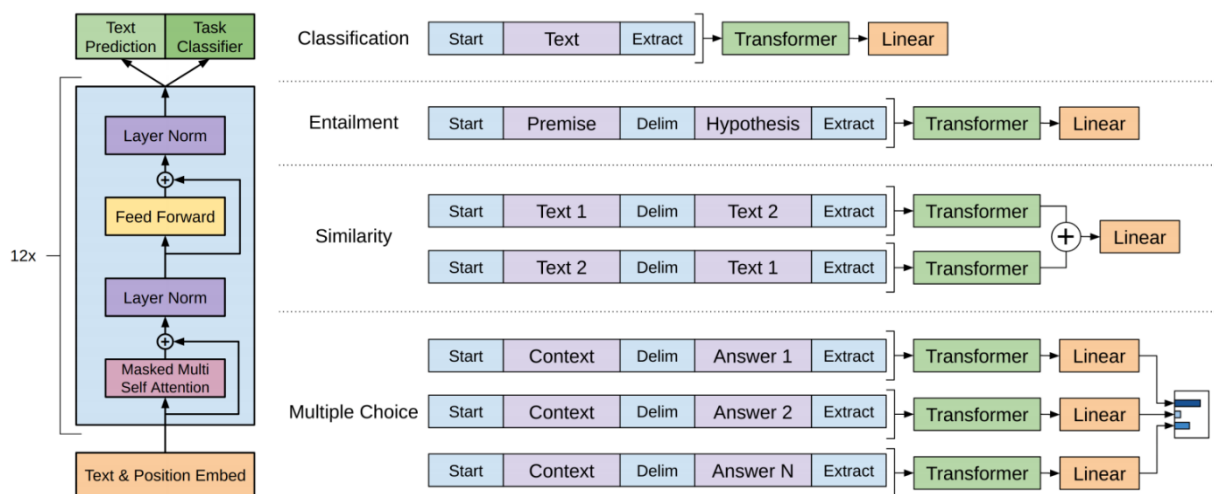 Text
Prediction
Task
Classifier
Layer Norm
Feed Forward
12x
Layer Norm
Masked Multi
Self Attention
Text & Position Embed
Classification
Start Text Extract Transformer Linear
Entailment
Start Premise Delim Hypothesis Extract Transformer Linear
Similarity
Start Text 1 Delim Text 2 Extract Transformer
+ Linear
Start Text 2 Delim Text 1 Extract Transformer
Multiple Choice
Start Context Delim Answer 1 Extract Transformer Linear
Start Context Delim Answer 2 Extract Transformer Linear
Start Context Delim Answer N Extract Transformer Linear